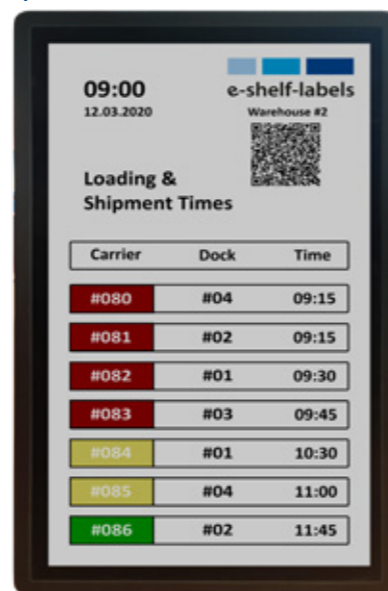 09:00
12.03.2020
e-shelf-labels
Warehouse #2
Loading &
Shipment Times
Carrier Dock Time
#080 #04 09:15
#081 #02 09:15
#082 #01 09:30
#083 #03 09:45
#084 #01 10:30
#085 #04 11:00
#086 #02 11:45